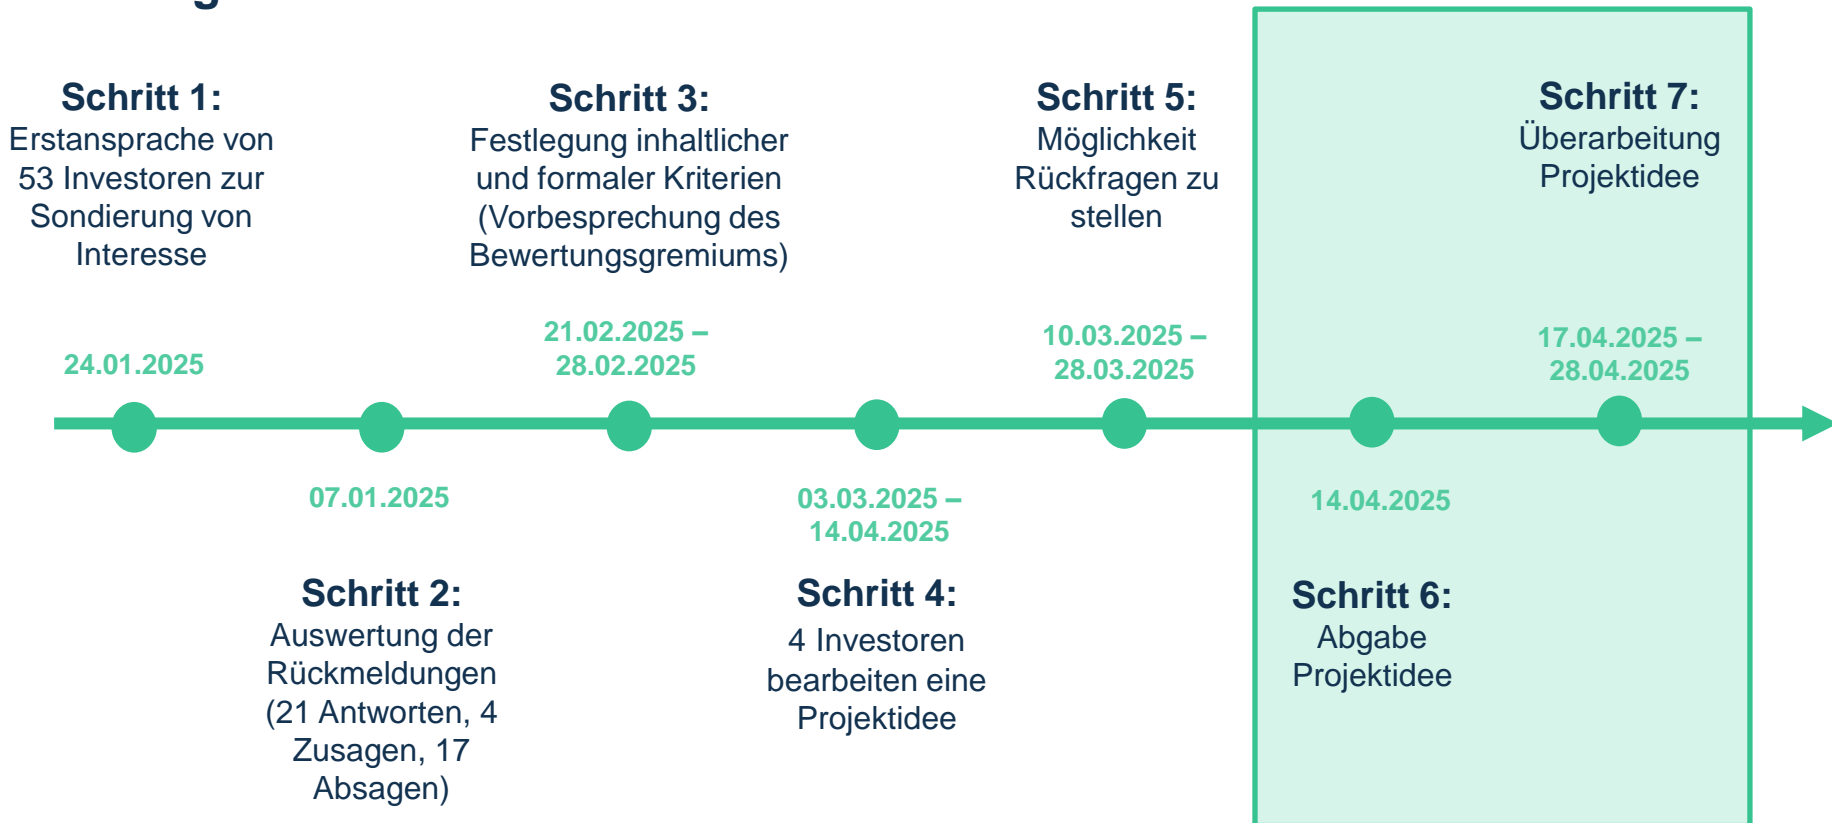 Schritt 1:
Erstansprache von
53 Investoren zur
Sondierung von
Interesse
24.01.2025
07.01.2025
Schritt 2:
Auswertung der
Rückmeldungen
(21 Antworten, 4
Zusagen, 17
Absagen)
Schritt 3:
Festlegung inhaltlicher
und formaler Kriterien
(Vorbesprechung des
Bewertungsgremiums)
21.02.2025 –
28.02.2025
03.03.2025 –
14.04.2025
Schritt 4:
4 Investoren
bearbeiten eine
Projektidee
Schritt 5:
Möglichkeit
Rückfragen zu
stellen
10.03.2025 –
28.03.2025
14.04.2025
Schritt 6:
Abgabe
Projektidee
Schritt 7:
Überarbeitung
Projektidee
17.04.2025 –
28.04.2025